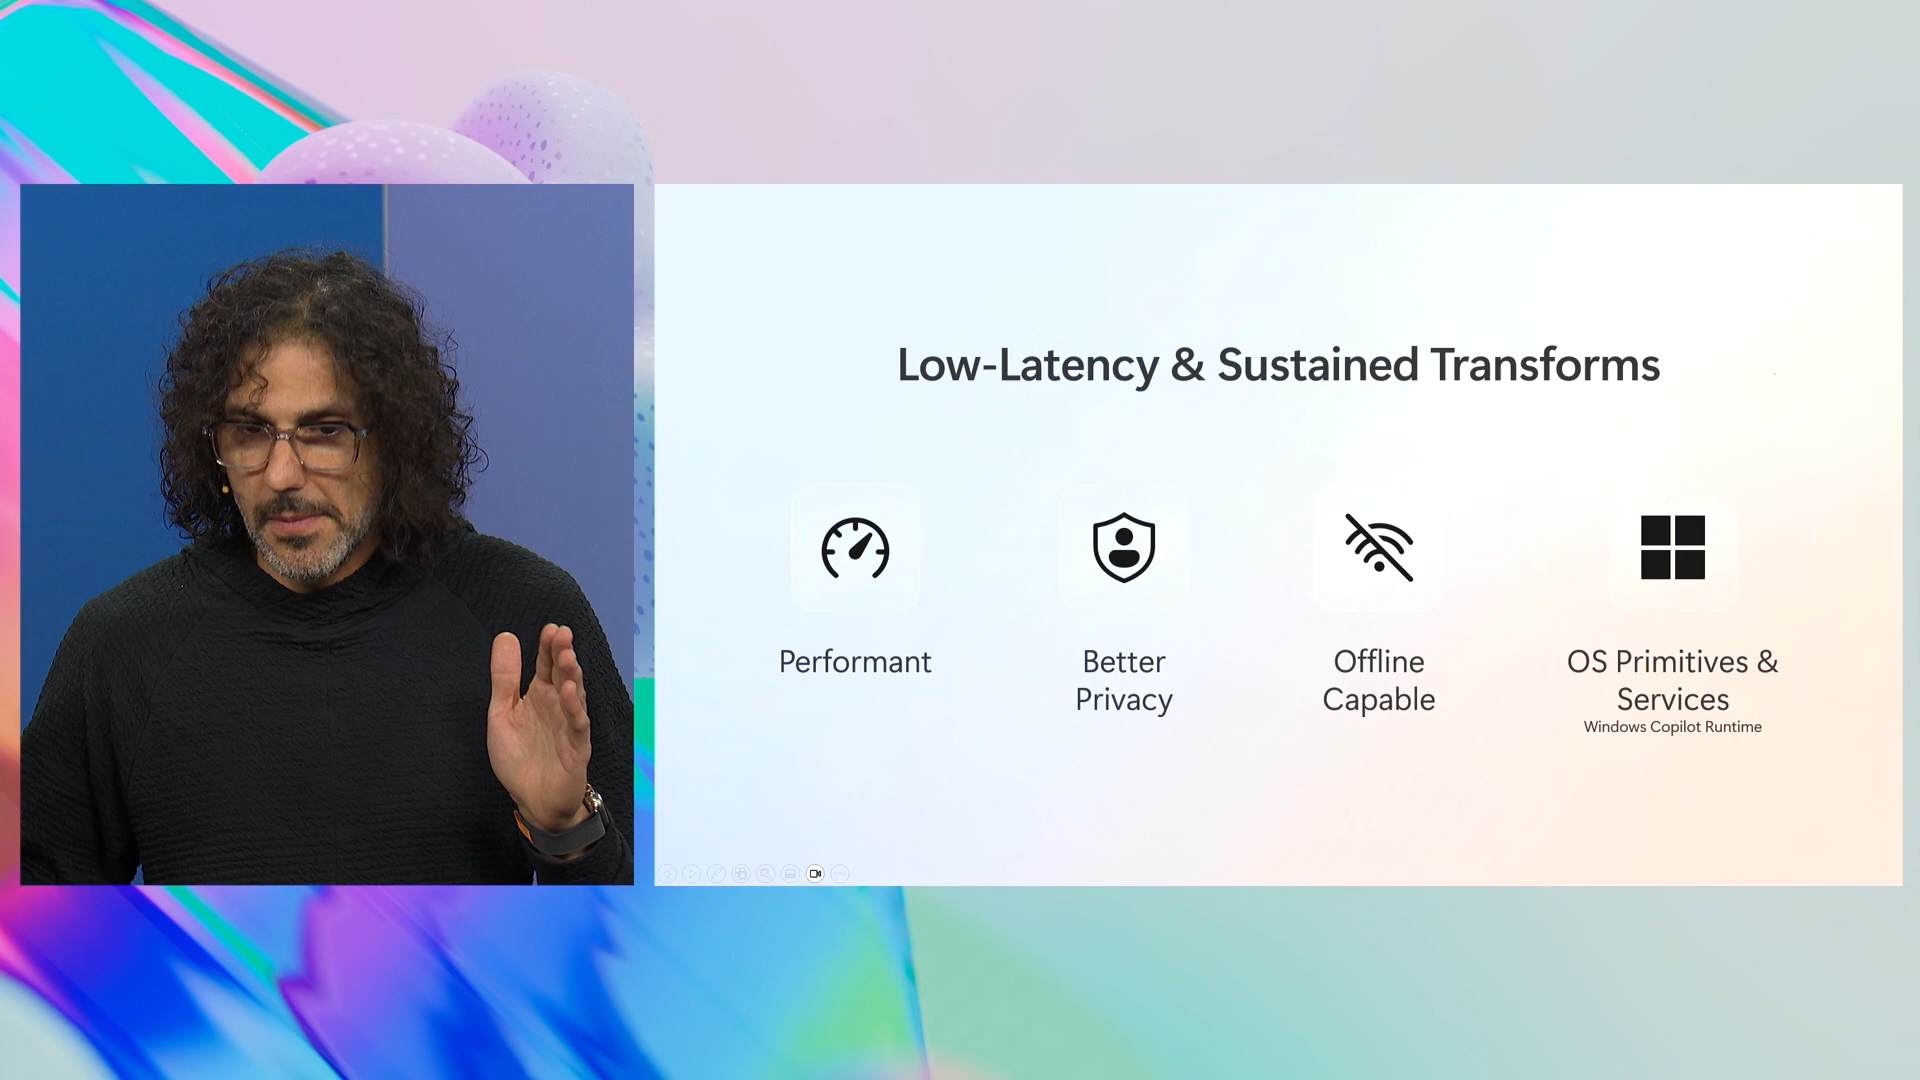 Low-Latency & Sustained Transforms
Performant
Better
Privacy
Offline
Capable
OS Primitives &
Services
Windows Copilot Runtime